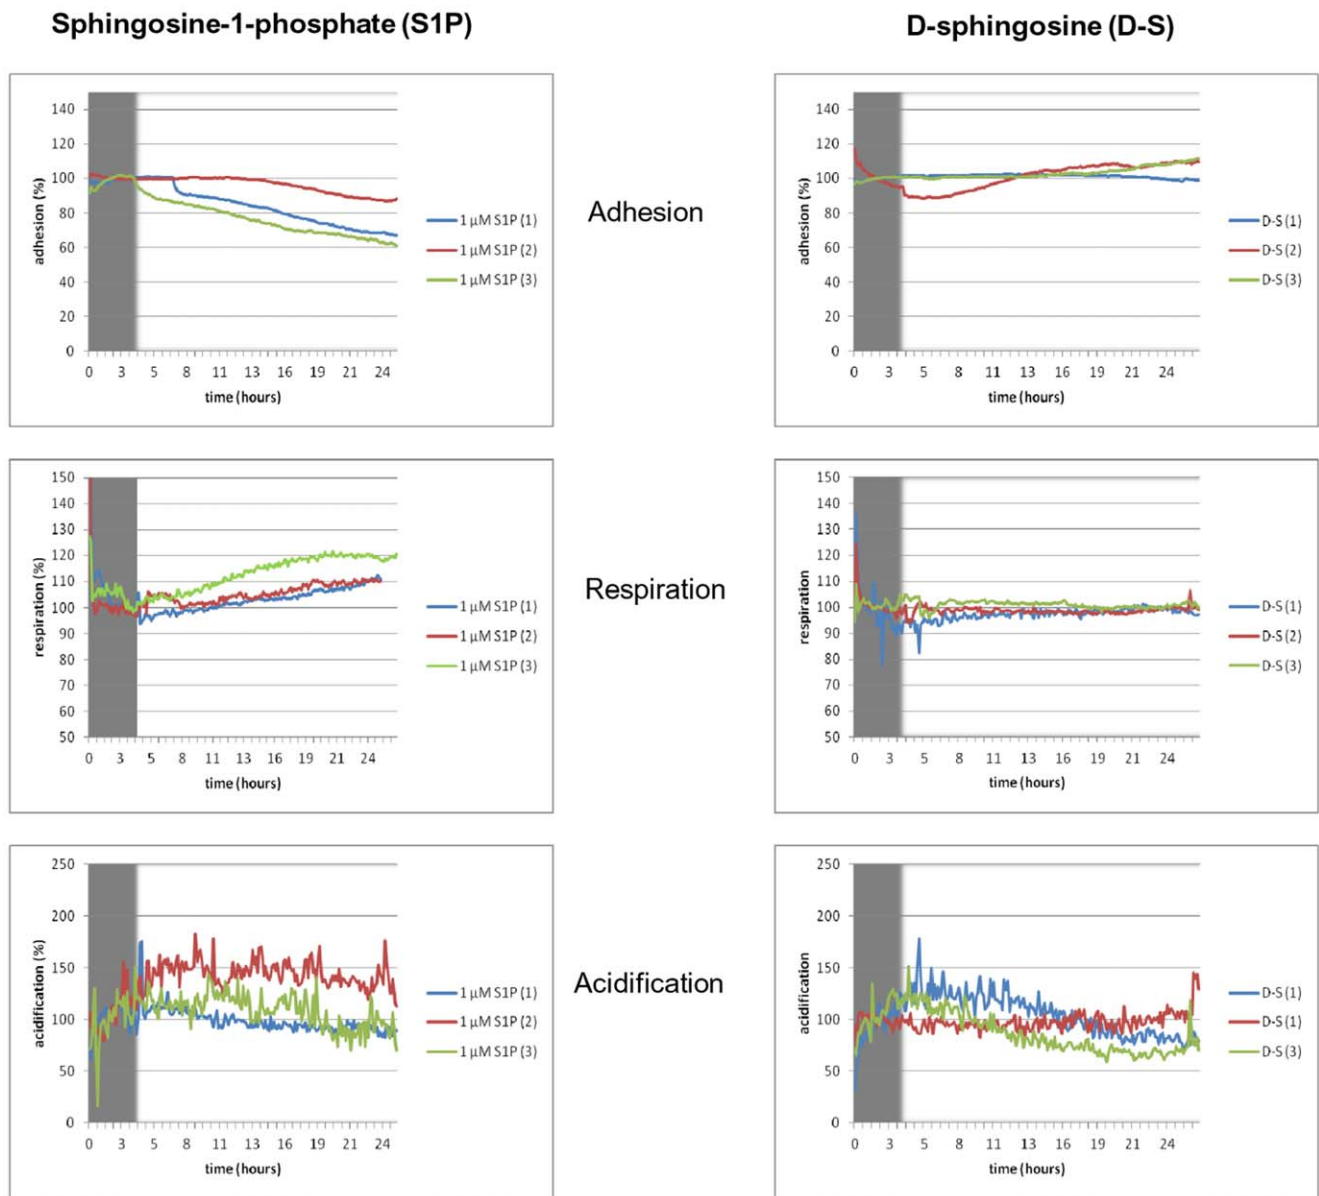 Sphingosine-1-phosphate (S1P)
D-sphingosine (D-S)
140
120
100
80
60
40
20
0
adhesion (%)
0 3 5 8 11 13 16 19 21 24
time (hours)
1 µM S1P (1)
1 µM S1P (2)
1 µM S1P (3)
Adhesion
140
120
100
80
60
40
20
0
adhesion (%)
0 3 5 8 11 13 16 19 21 24
time (hours)
D-S (1)
D-S (2)
D-S (3)
150
140
130
120
110
100
90
80
70
60
50
respiration (%)
0 3 5 8 11 13 16 19 21 24
time (hours)
1 µM S1P (1)
1 µM S1P (2)
1 µM S1P (3)
Respiration
150
140
130
120
110
100
90
80
70
60
50
respiration
0 3 5 8 11 13 16 19 21 24
time (hours)
D-S (1)
D-S (2)
D-S (3)
250
200
150
100
50
0
acidification (%)
0 3 5 8 11 13 16 19 21 24
time (hours)
1 µM S1P (1)
1 µM S1P (2)
1 µM S1P (3)
Acidification
250
200
150
100
50
0
acidification
0 3 5 8 11 13 16 19 21 24
time (hours)
D-S (1)
D-S (1)
D-S (3)